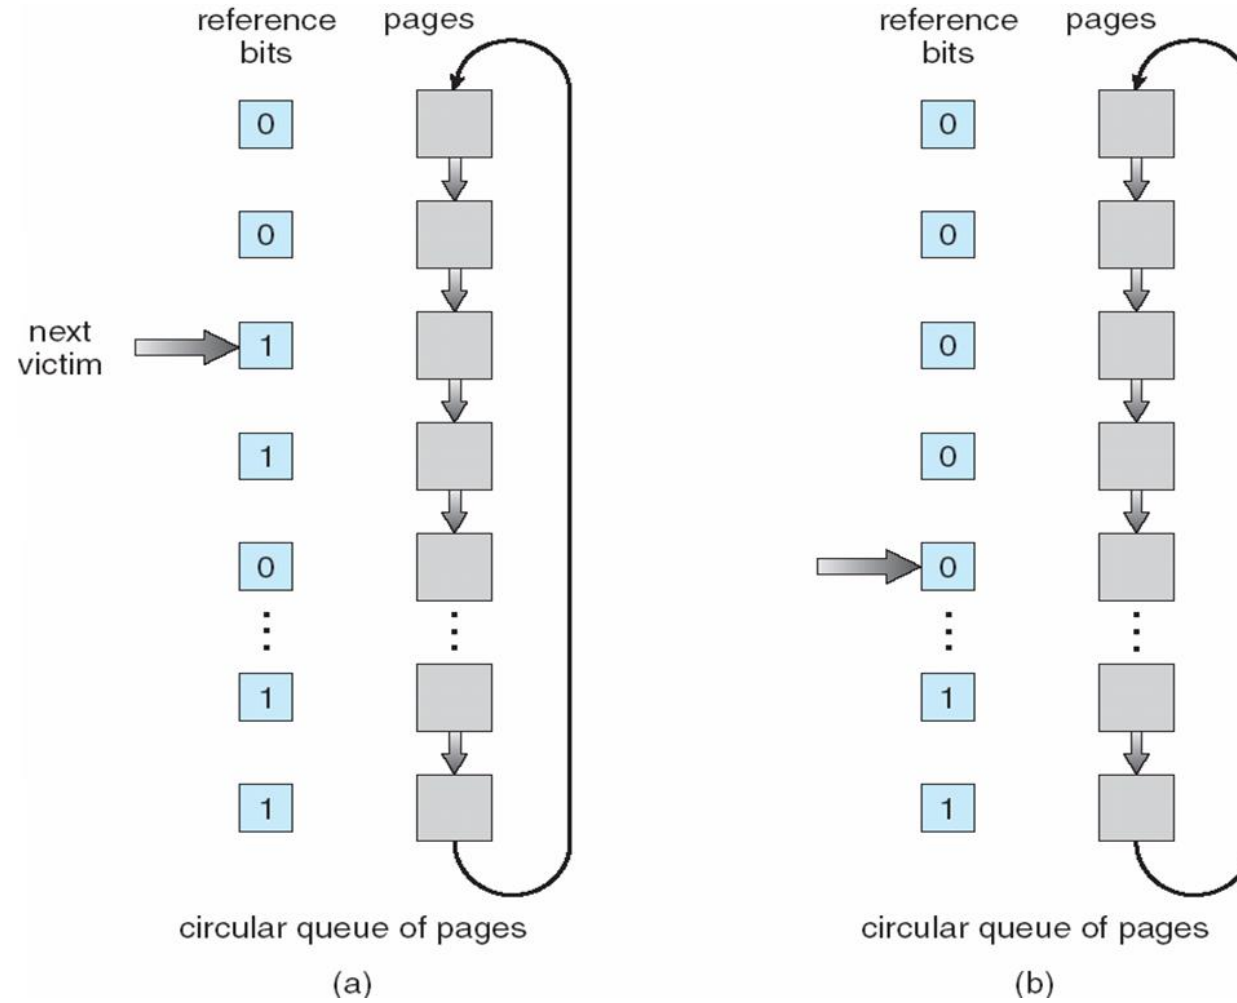 reference
bits
pages
0
0
next
victim
1
1
0
1
1
circular queue of pages
(a)
reference
bits
pages
0
0
0
0
0
1
1
circular queue of pages
(b)